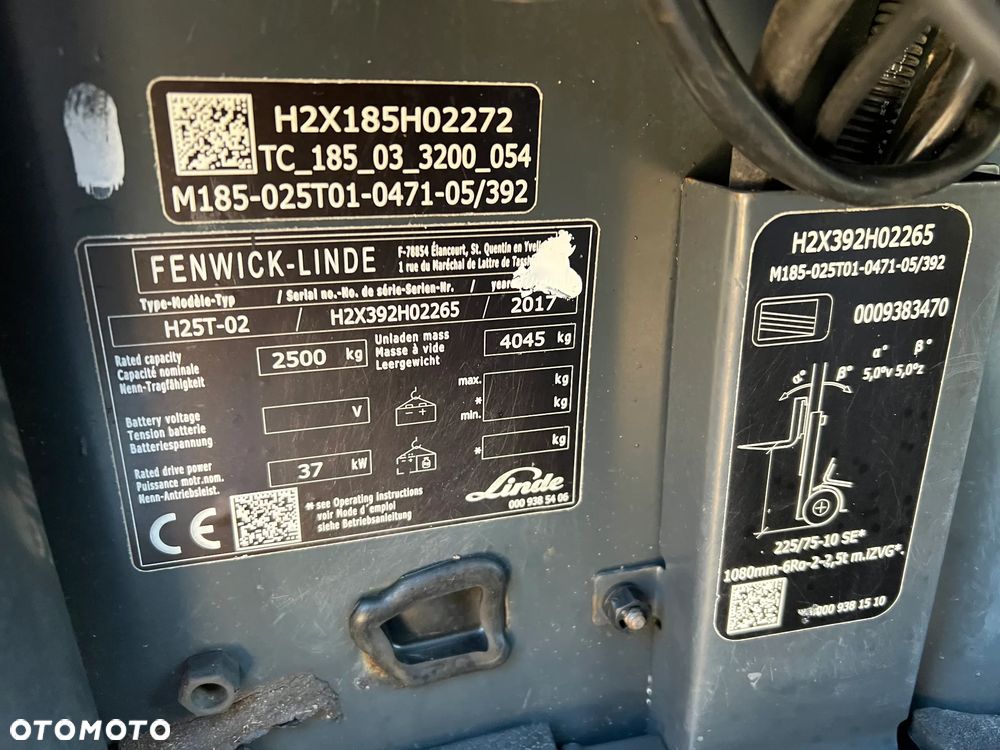 H2X185H02272
TC_185_03_3200_054
M185-025T01-0471-05/392
FENWICK-LINDE
F-78854 Élancourt, St. Quentin en
1 rue du Maréchal de Lattre de
Type-Modèle-Typ / Serial no.-No. de série-Serien-Nr. / year
H25T-02 / H2X392H02265 / 2017
Rated capacity
Capacité nominale
Nenn-Tragfähigkeit
2500 kg
Unladen mass
Masse à vide
Leergewicht
4045 kg
Battery voltage
Tension batterie
Batteriespannung
V
max. kg
* kg
min.
* kg
Rated drive power
Puissance motr.nom.
Nenn-Antriebsleist.
37 kW
CE
* see Operating Instructions
voir Mode d'emploi
siehe Betriebsanleitung
Linde
000 938 54 06
H2X392H02265
M185-025T01-0471-05/392
0009383470
α° β°
5,0°v 5,0°z
α° β°
225/75-10 SE*
1080mm-6Ro-2-2,5t m.IZVG*
000 938 15 10
OTOMOTO